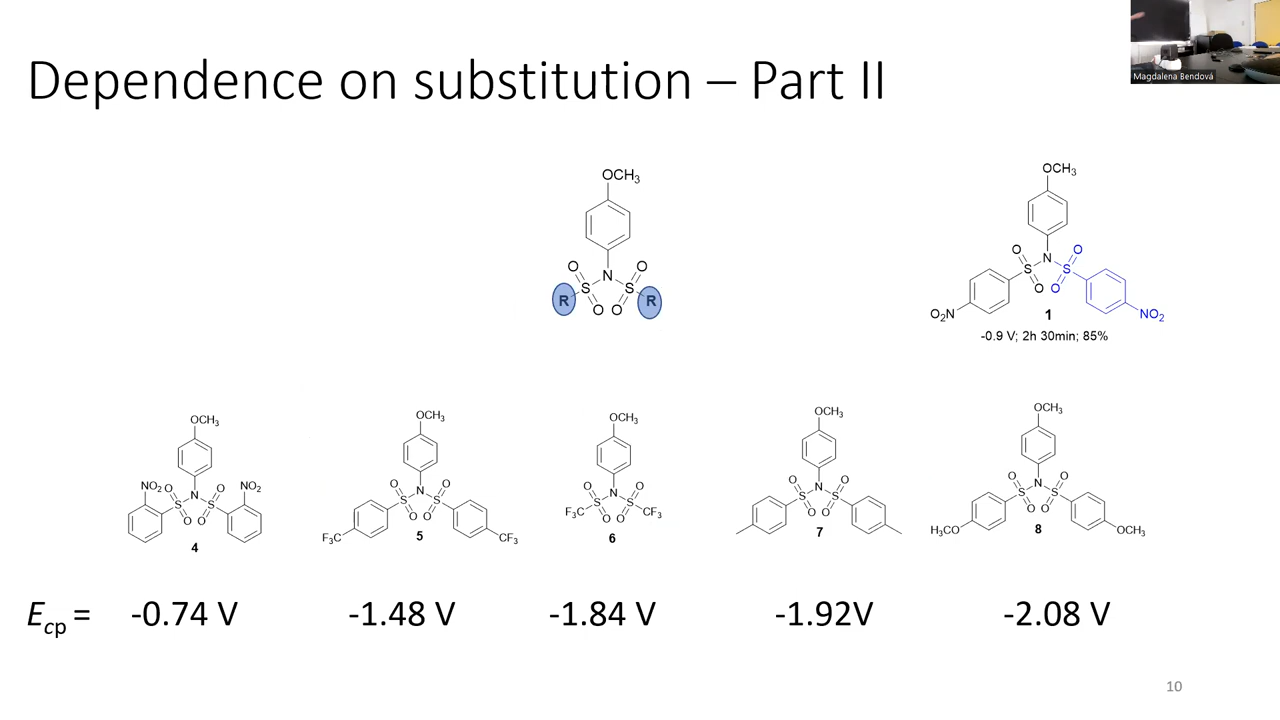 Magdalena Bendová
Dependence on substitution – Part II
OCH₃
O O
N
S S
R R
O O
OCH₃
O O
N
S S
O O
O₂N NO₂
1
-0.9 V; 2h 30min; 85%
OCH₃
NO₂ O O NO₂
N
S S
O O
4
OCH₃
O O
N
S S
O O
F₃C CF₃
5
OCH₃
O O
N
S S
F₃C CF₃
O O
6
OCH₃
O O
N
S S
O O
7
OCH₃
O O
N
S S
O O
H₃CO OCH₃
8
Ecp = -0.74 V -1.48 V -1.84 V -1.92V -2.08 V
10